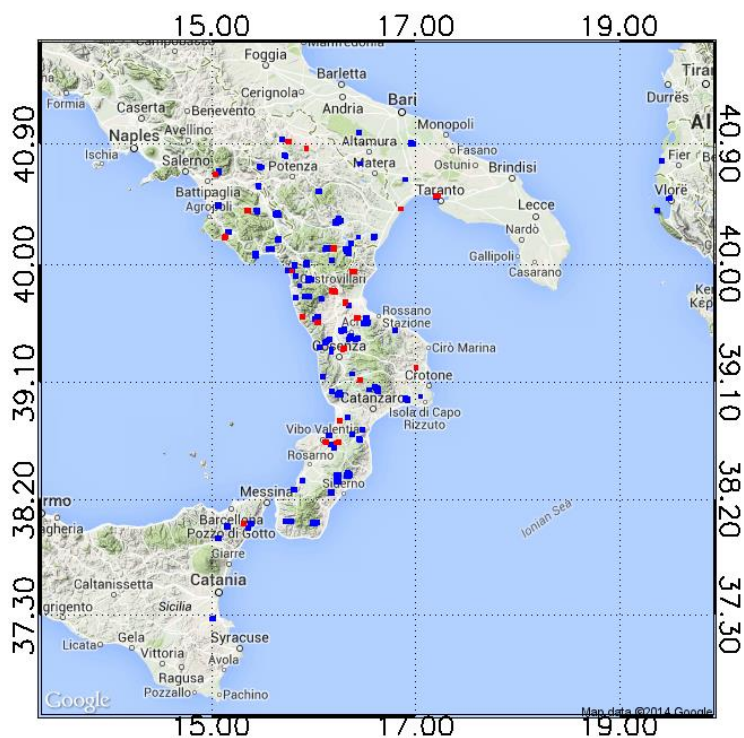 15.00 17.00 19.00
Manfredonia
Foggia
Barletta
Formia
Caserta
Benevento
Cerignola
Andria
Bari
Durrës
40.90
Naples
Avellino
Altamura
Monopoli
Fasano
Fier
40.90
Ischia
Salerno
Potenza
Matera
Ostuni
Brindisi
Vlorë
Battipaglia
Taranto
Agropoli
Lecce
Nardò
40.00
Gallipoli
Casarano
40.00
Castrovillari
Rossano
Stazione
Cosenza
Cirò Marina
39.10
Crotone
39.10
Catanzaro
Isola di Capo
Rizzuto
Vibo Valentia
Rosarno
38.20
Messina
Siderno
38.20
Barcellona
Pozzo di Gotto
Ionian Sea
Giarre
Caltanissetta
Catania
37.30
Sicilia
37.30
Licata
Gela
Syracuse
Vittoria
Avola
Ragusa
Pozzallo
Pachino
Google
Map data ©2014 Google
15.00 17.00 19.00